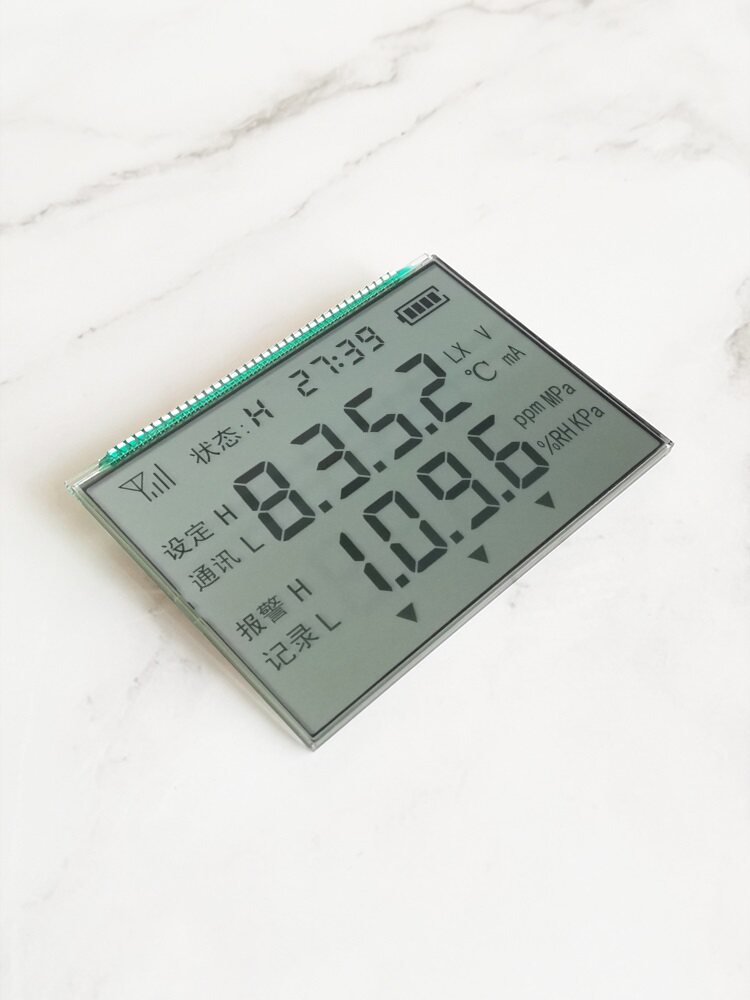 状态: H 27:39
设定 H 8.3.5.2 LX V
通讯 L ℃ mA
报警 H 1.0.9.6 ppm MPa
记录 L %RH KPa